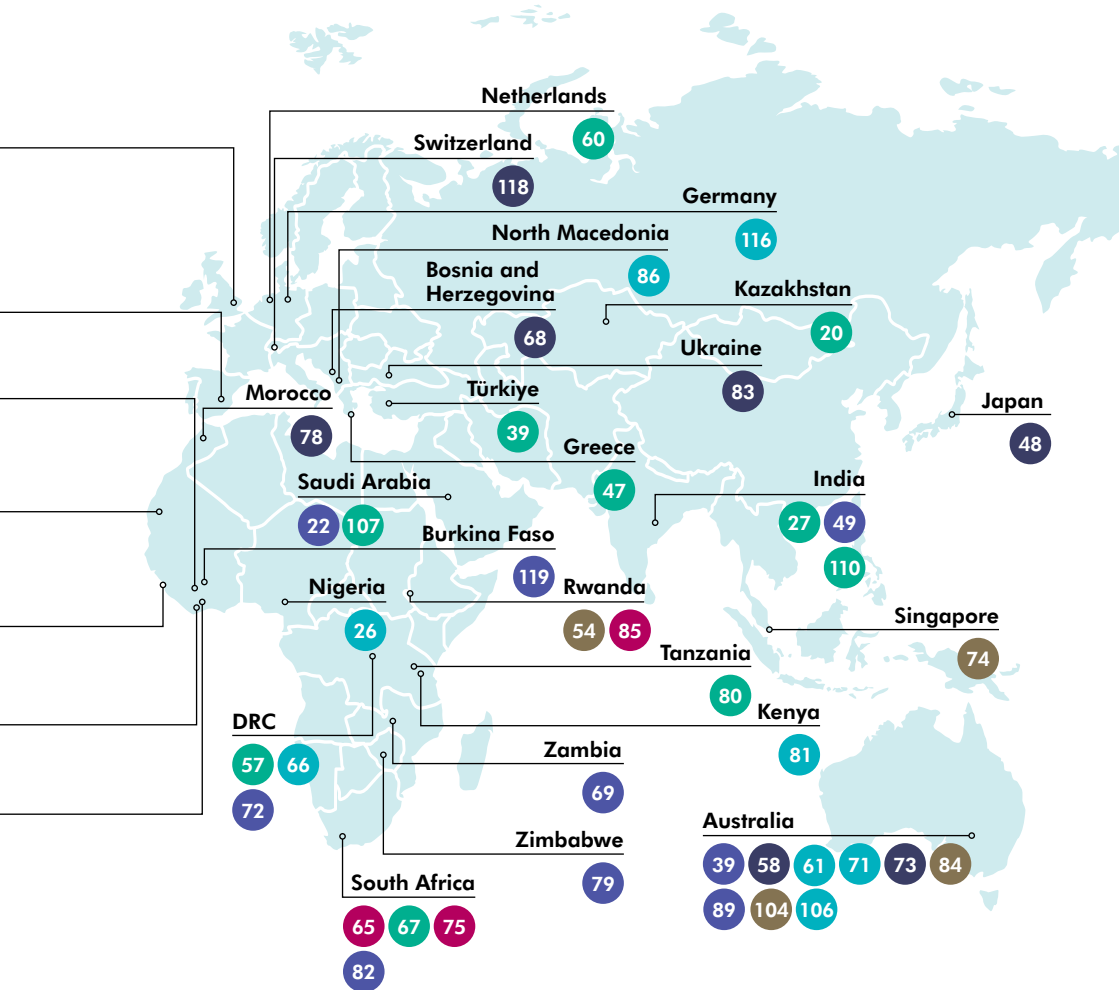 Netherlands
60
Switzerland
118
Germany
116
North Macedonia
86
Bosnia and
Herzegovina
68
Kazakhstan
20
Ukraine
83
Morocco
78
Türkiye
39
Japan
48
Greece
47
Saudi Arabia
22 107
India
27 49
110
Burkina Faso
119
Nigeria
26
Rwanda
54 85
Singapore
74
Tanzania
80
Kenya
81
DRC
57 66
72
Zambia
69
Zimbabwe
79
Australia
39 58 61 71 73 84
89 104 106
South Africa
65 67 75
82